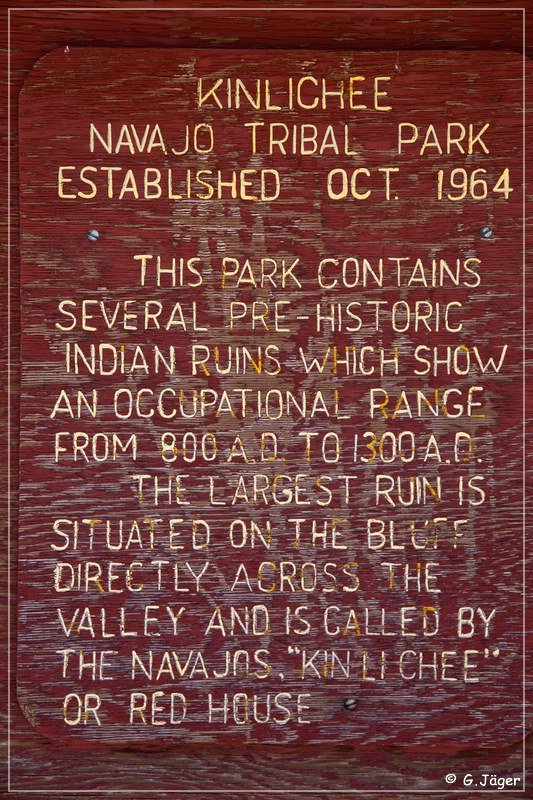 KINLICHEE
NAVAJO TRIBAL PARK
ESTABLISHED OCT. 1964
THIS PARK CONTAINS
SEVERAL PRE-HISTORIC
INDIAN RUINS WHICH SHOW
AN OCCUPATIONAL RANGE
FROM 800 A.D. TO 1300 A.D.
THE LARGEST RUIN IS
SITUATED ON THE BLUFF
DIRECTLY ACROSS THE
VALLEY AND IS CALLED BY
THE NAVAJOS, "KIN LI CHEE"
OR RED HOUSE
© G.Jäger